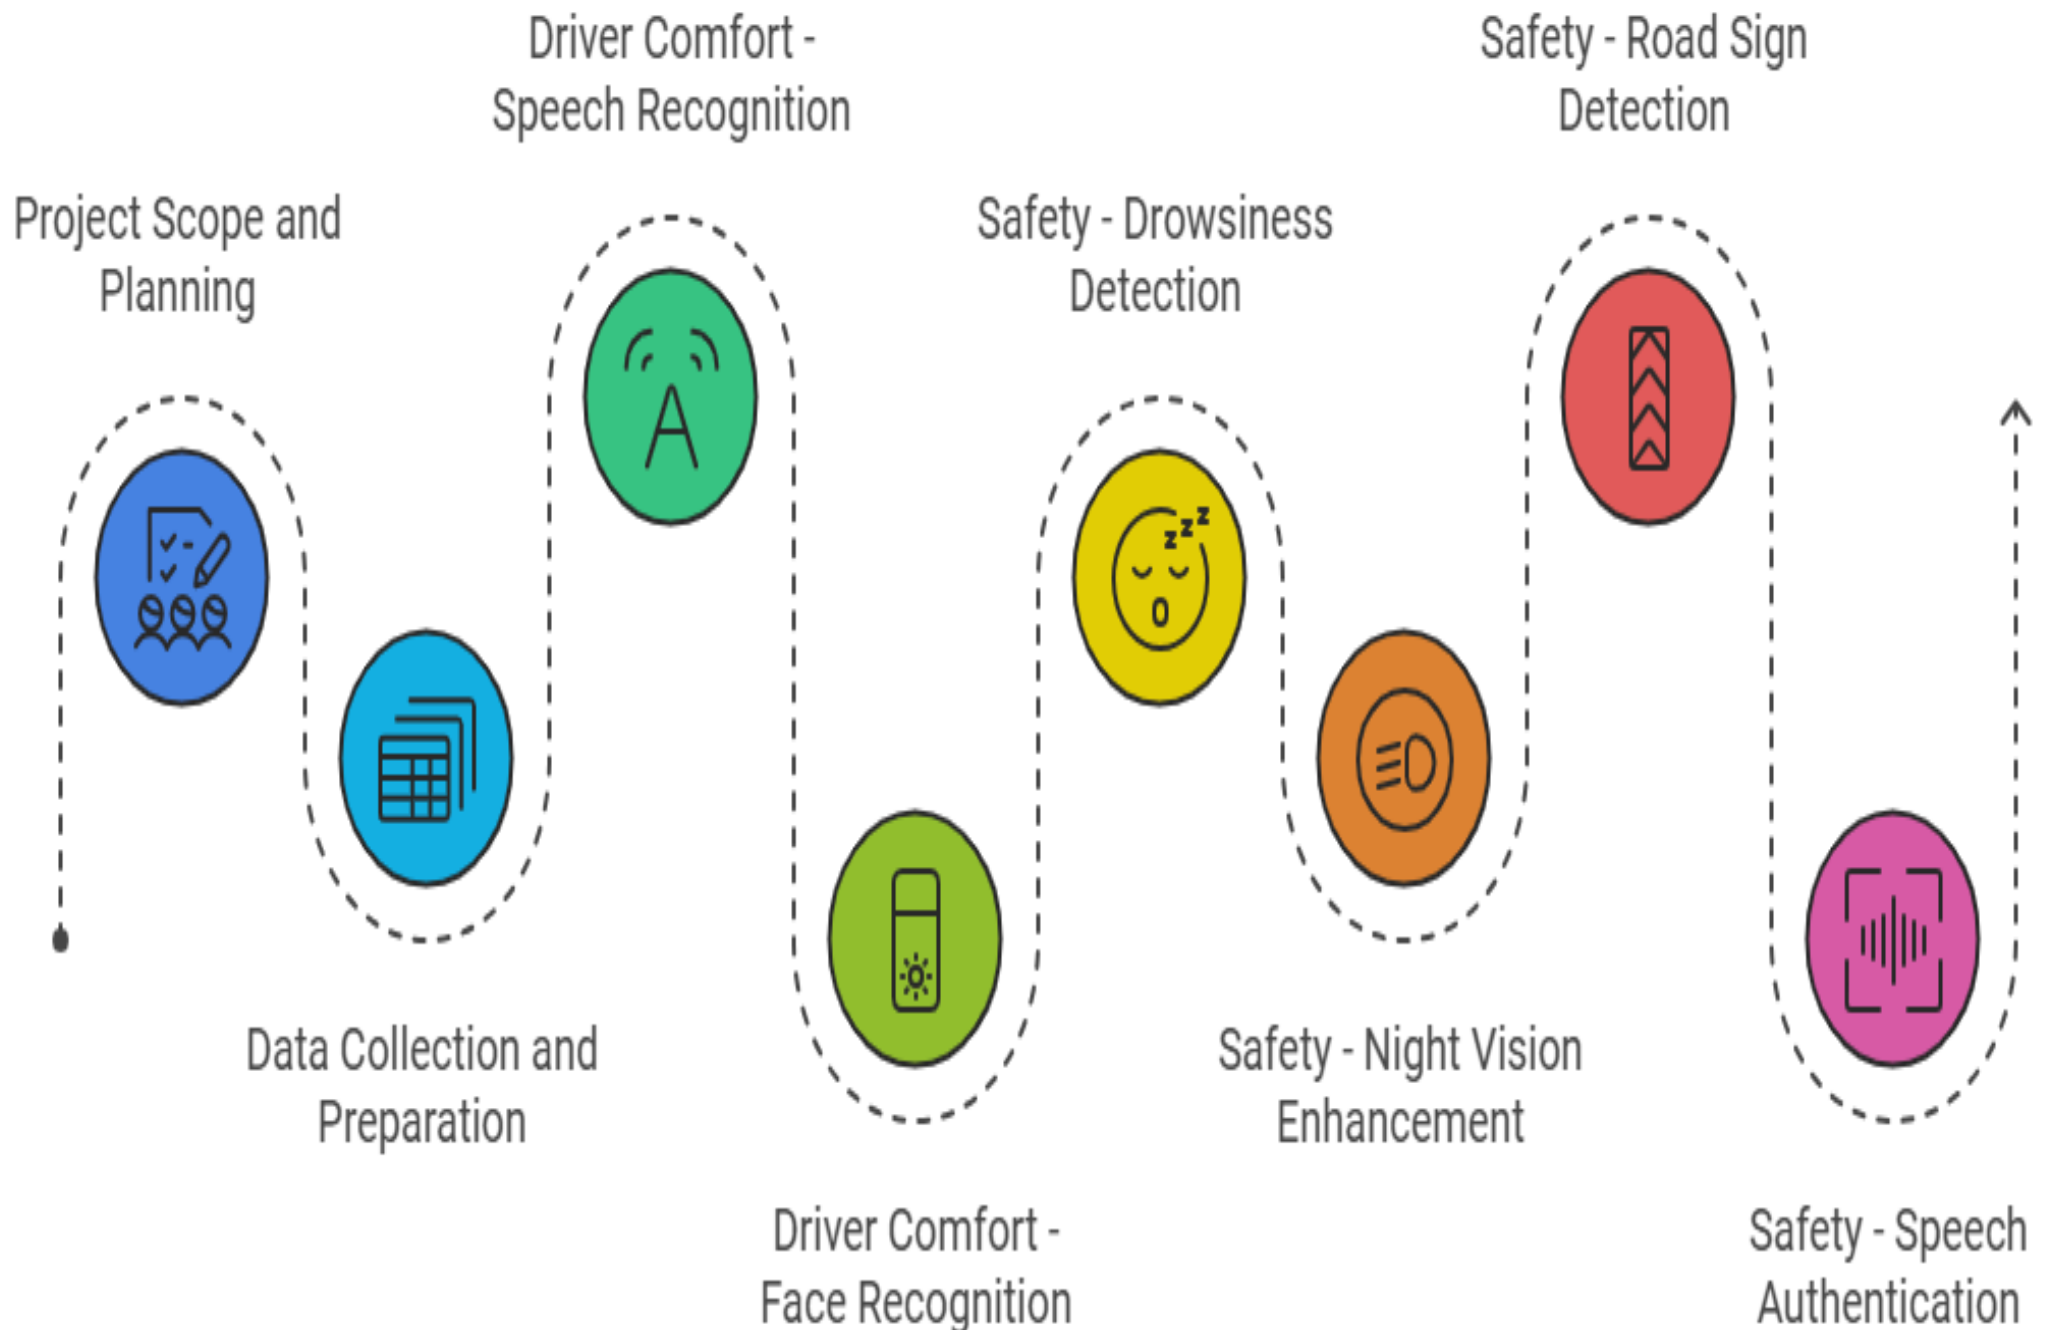 Project Scope and
Planning
Data Collection and
Preparation
Driver Comfort -
Speech Recognition
Driver Comfort -
Face Recognition
Safety - Drowsiness
Detection
Safety - Night Vision
Enhancement
Safety - Road Sign
Detection
Safety - Speech
Authentication